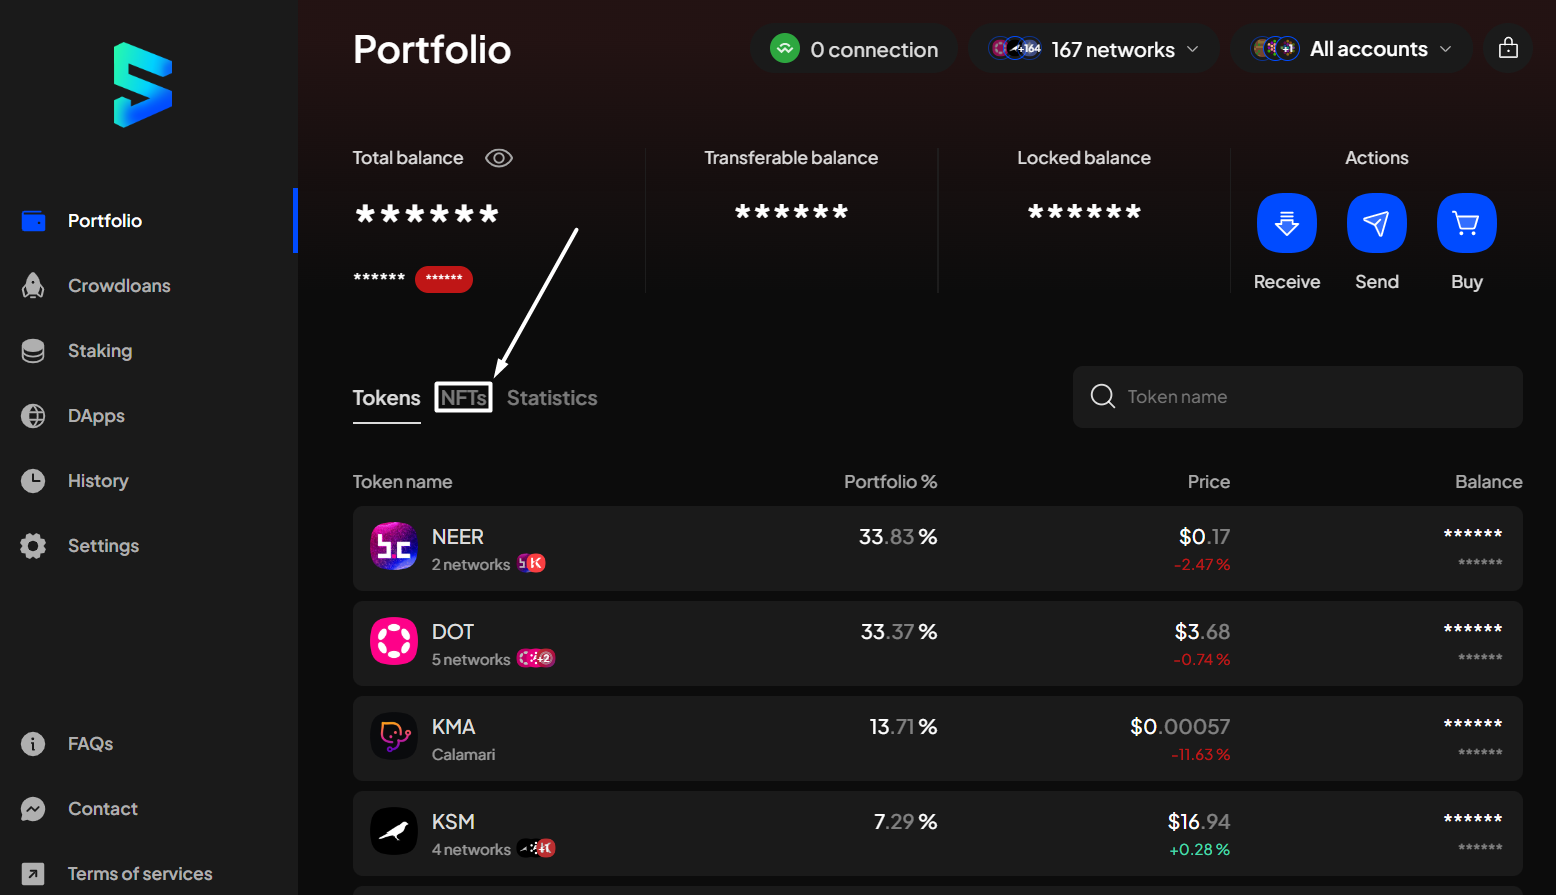 Portfolio
0 connection
+164
167 networks
+1
All accounts
Portfolio
Crowdloans
Staking
DApps
History
Settings
FAQs
Contact
Terms of services
Total balance
******
******
******
Transferable balance
******
Locked balance
******
Actions
Receive
Send
Buy
Tokens
NFTs
Statistics
Token name
Token name
Portfolio %
Price
Balance
NEER
2 networks
33.83 %
$0.17
-2.47 %
******
******
DOT
5 networks
+2
33.37 %
$3.68
-0.74 %
******
******
KMA
Calamari
13.71 %
$0.00057
-11.63 %
******
******
KSM
4 networks
7.29 %
$16.94
+0.28 %
******
******